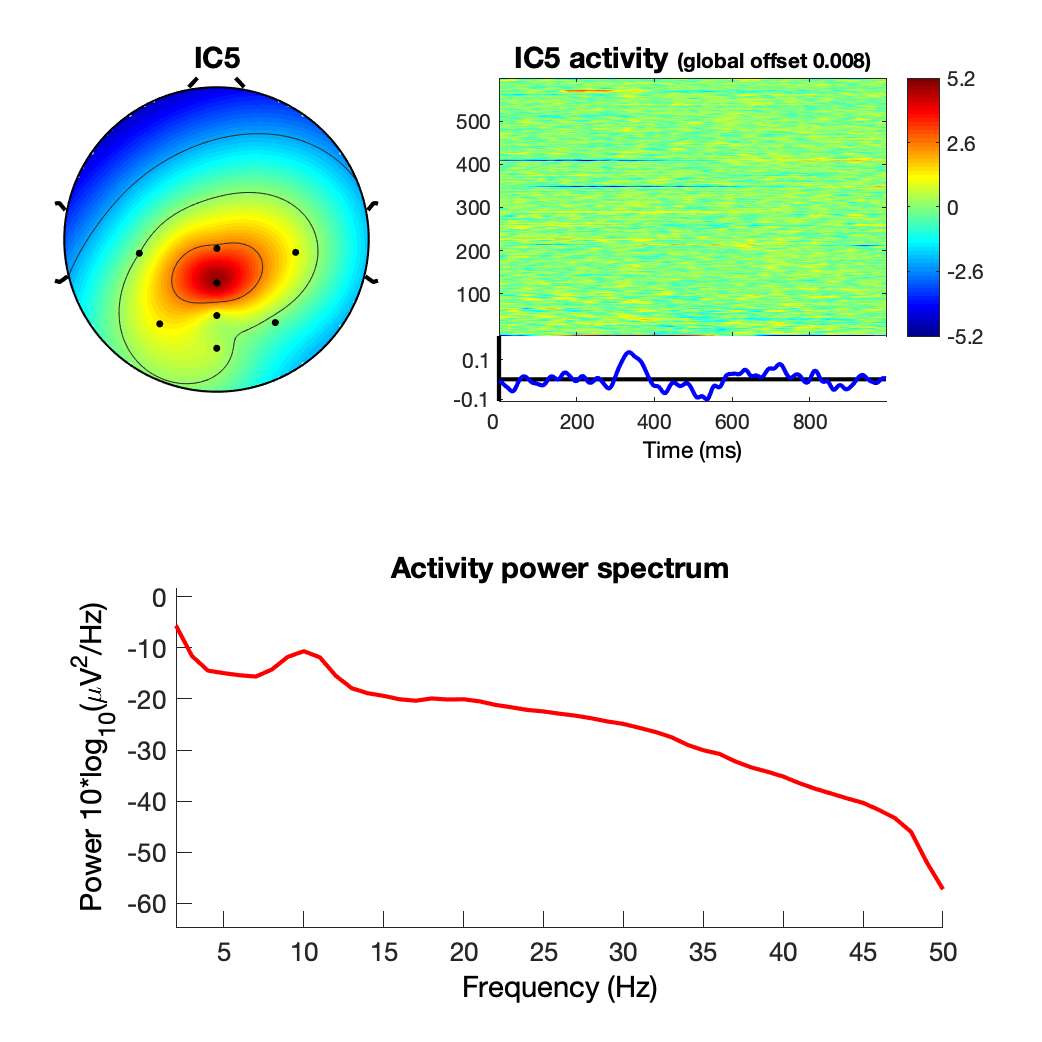 IC5
IC5 activity (global offset 0.008)
500
400
300
200
100
5.2
2.6
0
-2.6
-5.2
0.1
-0.1
0 200 400 600 800
Time (ms)
Activity power spectrum
Power 10*log10(μV2/Hz)
0
-10
-20
-30
-40
-50
-60
5 10 15 20 25 30 35 40 45 50
Frequency (Hz)